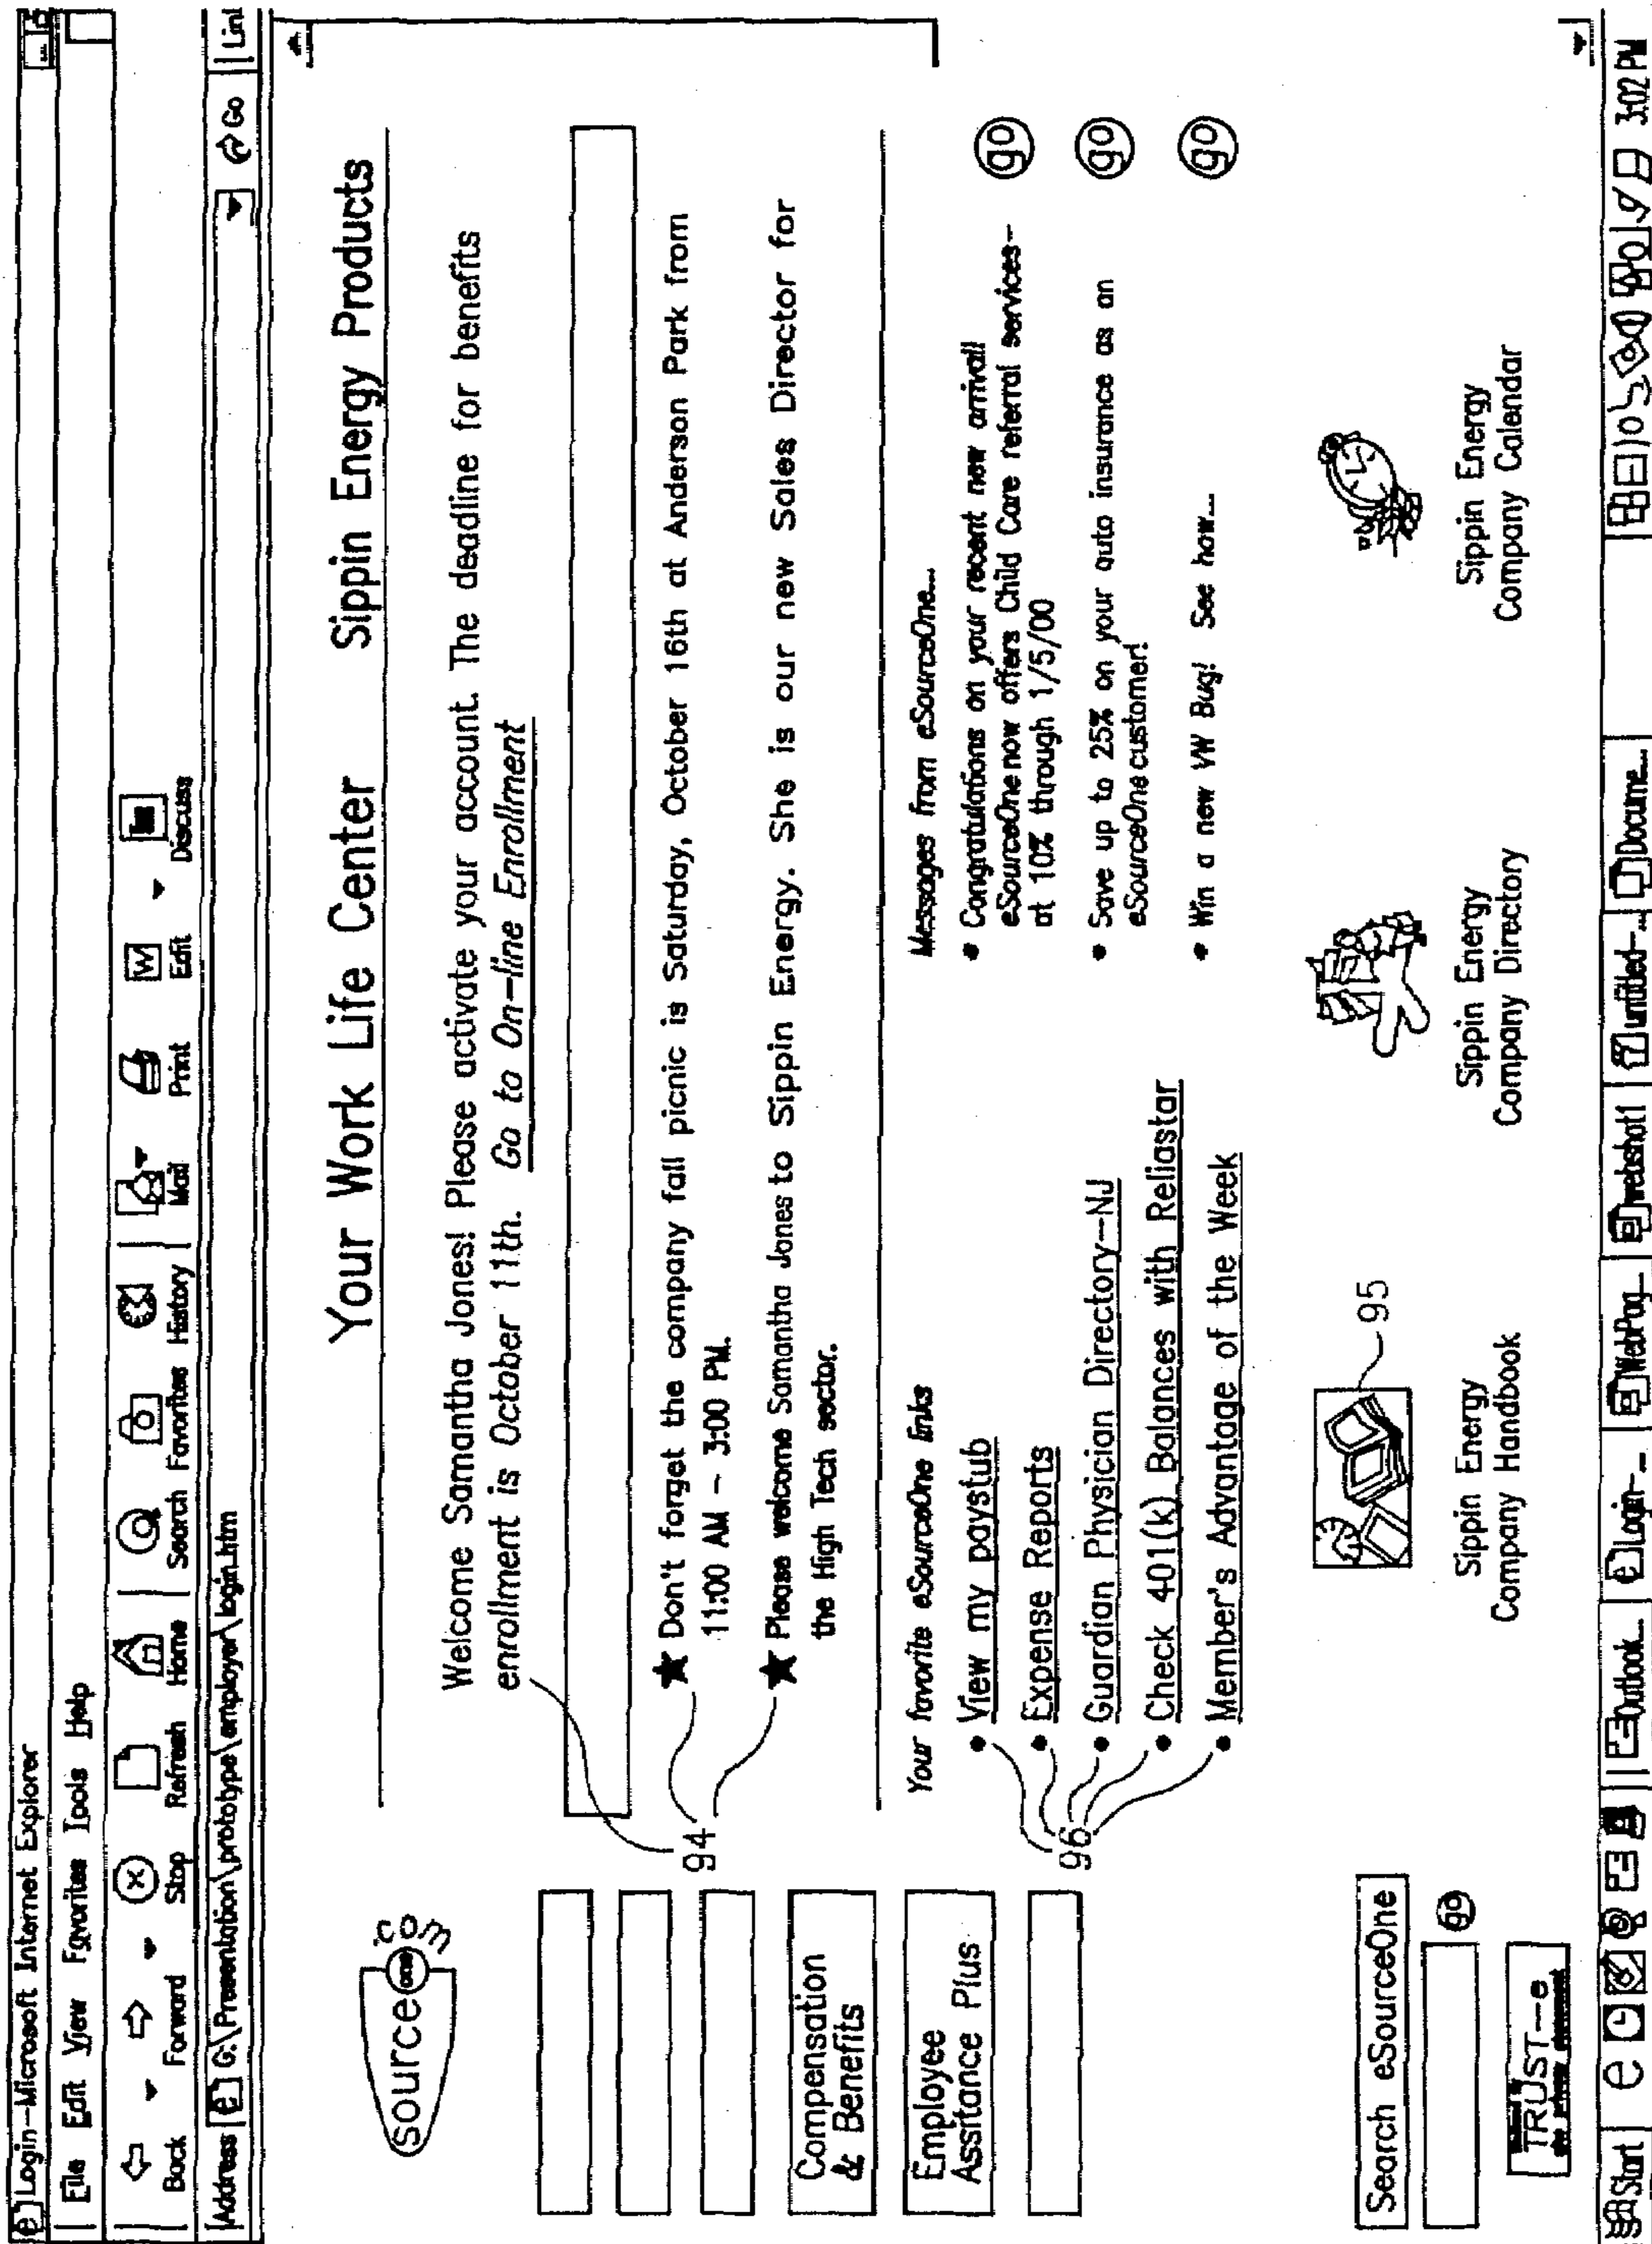 Login--Microsoft Internet Explorer
File Edit View Favorites Tools Help
Back Forward Stop Refresh Home Search Favorites History Mail Print Edit Discuss
Address G:\Presentation\prototype\employer\login.htm Go Link
source one .com
Your Work Life Center Sippin Energy Products
Welcome Samantha Jones! Please activate your account. The deadline for benefits
enrollment is October 11th. Go to On-line Enrollment
94
Don't forget the company fall picnic is Saturday, October 16th at Anderson Park from
11:00 AM - 3:00 PM.
Please welcome Samantha Jones to Sippin Energy. She is our new Sales Director for
the High Tech sector.
Compensation
& Benefits
Employee
Assitance Plus
Your favorite eSourceOne links
• View my paystub
• Expense Reports
• Guardian Physician Directory--NJ
• Check 401(k) Balances with Reliastar
• Member's Advantage of the Week
96
Messages from eSourceOne...
• Congratulations on your recent new arrival!
eSourceOne now offers Child Care referral services--
at 10% through 1/5/00
go
• Save up to 25% on your auto insurance as an
eSourceOne customer!
go
• Win a new VW Bug! See how...
go
95
Sippin Energy
Company Handbook
Sippin Energy
Company Directory
Sippin Energy
Company Calendar
Search eSourceOne
go
TRUST--e
Start Outlook... Login-- WebPag... webshot1 untitled--... Docume... 3:02 PM